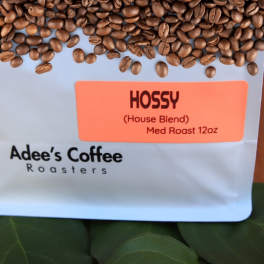 HOSSY
(House Blend)
Med Roast 12oz
Adee's Coffee
Roasters